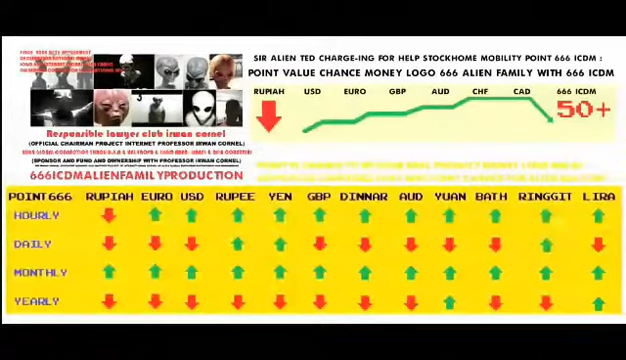 SIR ALIEN TED CHARGE-ING FOR HELP STOCKHOME MOBILITY POINT 666 ICDM :
POINT VALUE CHANCE MONEY LOGO 666 ALIEN FAMILY WITH 666 ICDM
RUPIAH USD EURO GBP AUD CHF CAD 666 ICDM
50+
Responsible lawyer club irwan cornel
(OFFICIAL CHAIRMAN PROJECT INTERNET PROFESSOR IRWAN CORNEL)
(SPONSOR AND FUND AND OWNERSHIP WITH PROFESSOR IRWAN CORNEL)
666ICDMALIENFAMILYPRODUCTION
POINT666 RUPIAH EURO USD RUPEE YEN GBP DINNAR AUD YUAN BATH RINGGIT LIRA
HOURLY
DAILY
MONTHLY
YEARLY